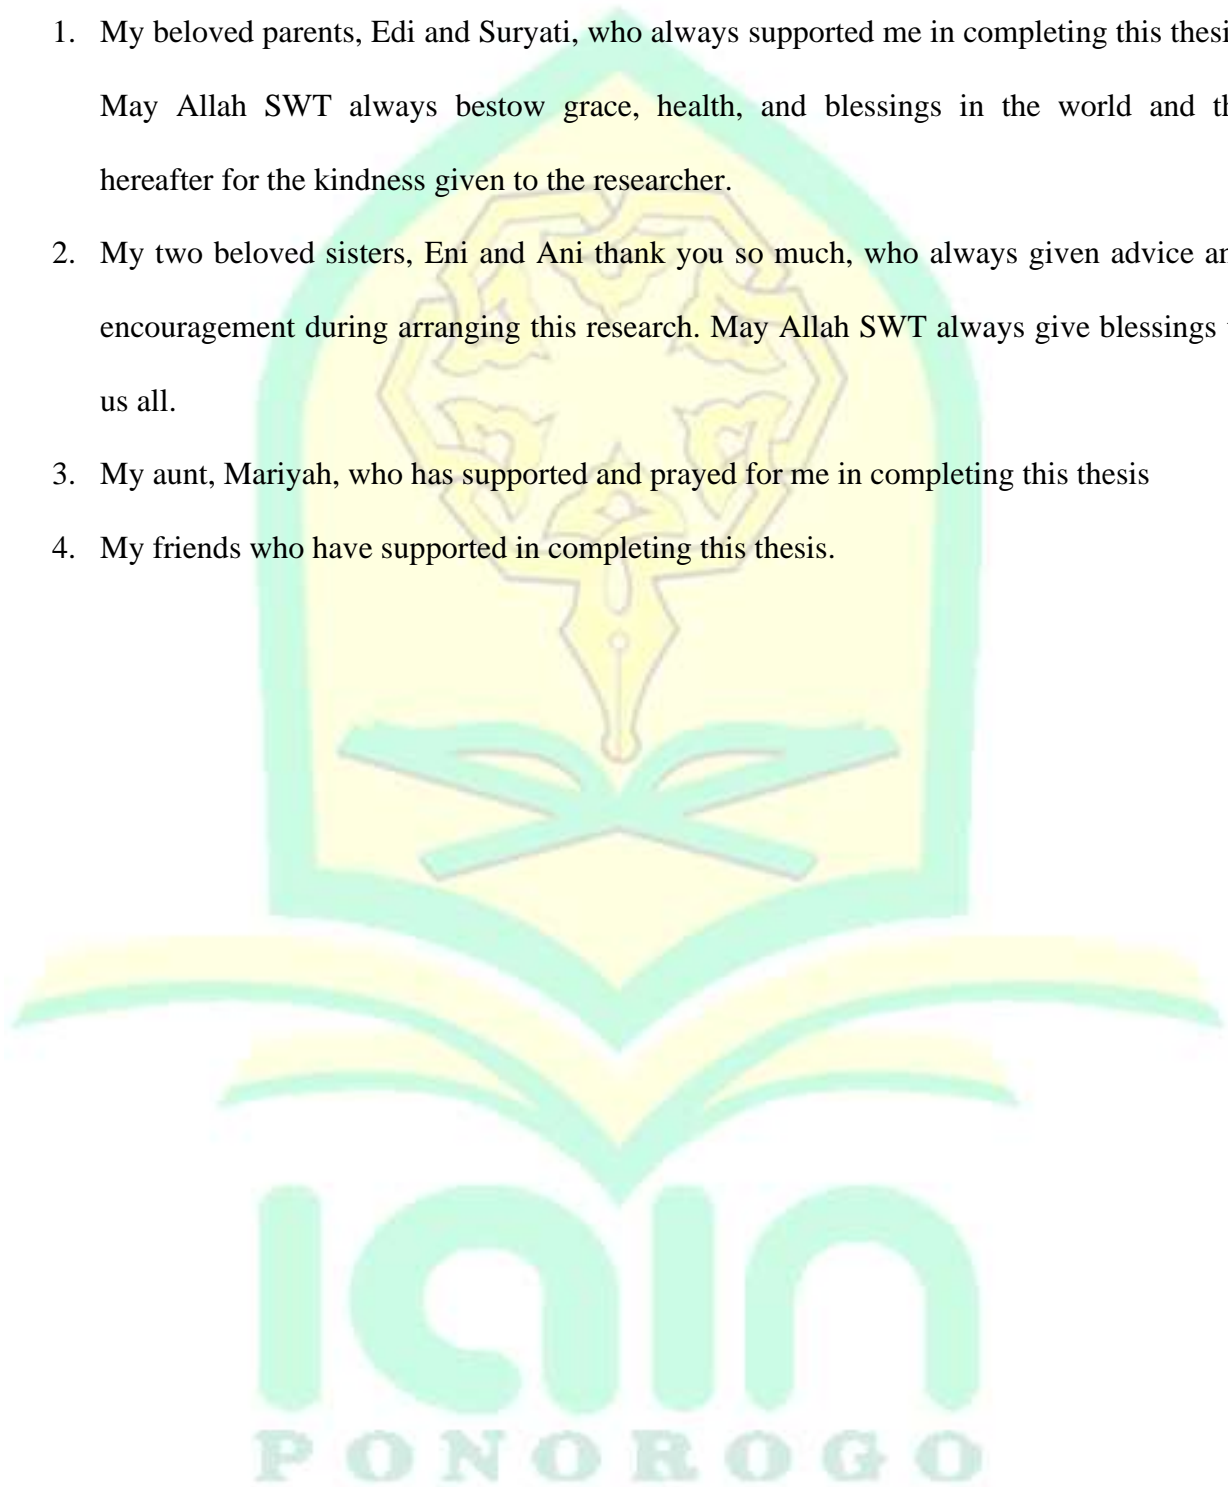 1. My beloved parents, Edi and Suryati, who always supported me in completing this thesi
May Allah SWT always bestow grace, health, and blessings in the world and th
hereafter for the kindness given to the researcher.
2. My two beloved sisters, Eni and Ani thank you so much, who always given advice an
encouragement during arranging this research. May Allah SWT always give blessings
us all.
3. My aunt, Mariyah, who has supported and prayed for me in completing this thesis
4. My friends who have supported in completing this thesis.
iain
PONOROGO